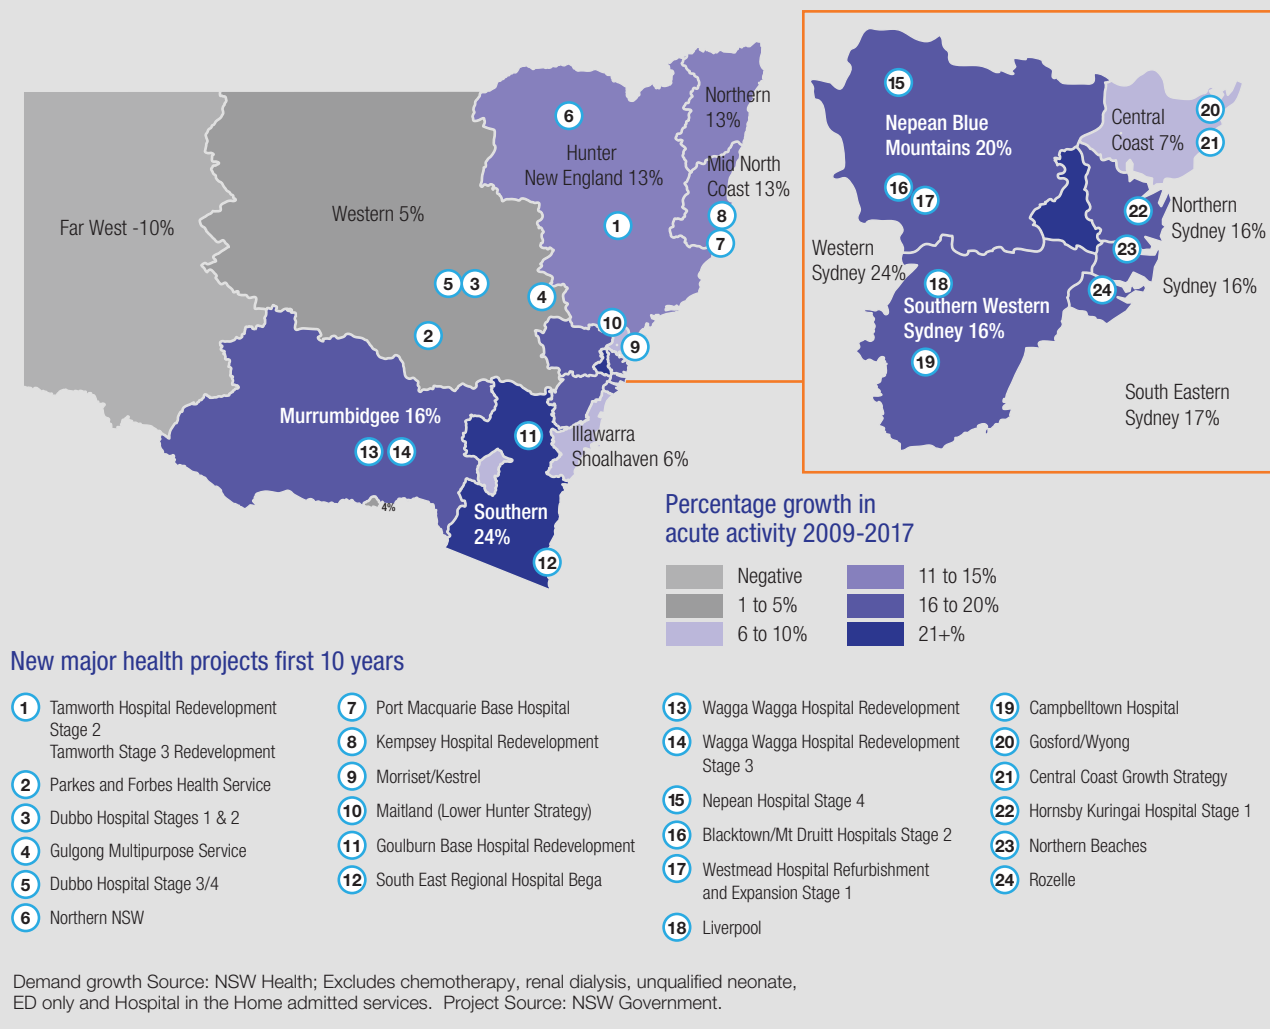 Northern
13%
6
Hunter
New England 13%
Mid North
Coast 13%
8
7
1
Western 5%
Far West -10%
5
3
4
2
10
9
Murrumbidgee 16%
13
14
11
Illawarra
Shoalhaven 6%
4%
Southern
24%
12
15
Nepean Blue
Mountains 20%
Central
Coast 7%
20
21
16
17
22
Northern
Sydney 16%
23
Western
Sydney 24%
18
24
Sydney 16%
Southern Western
Sydney 16%
19
South Eastern
Sydney 17%
Percentage growth in
acute activity 2009-2017
Negative
1 to 5%
6 to 10%
11 to 15%
16 to 20%
21+%
New major health projects first 10 years
1 Tamworth Hospital Redevelopment
Stage 2
Tamworth Stage 3 Redevelopment
2 Parkes and Forbes Health Service
3 Dubbo Hospital Stages 1 & 2
4 Gulgong Multipurpose Service
5 Dubbo Hospital Stage 3/4
6 Northern NSW
7 Port Macquarie Base Hospital
8 Kempsey Hospital Redevelopment
9 Morriset/Kestrel
10 Maitland (Lower Hunter Strategy)
11 Goulburn Base Hospital Redevelopment
12 South East Regional Hospital Bega
13 Wagga Wagga Hospital Redevelopment
14 Wagga Wagga Hospital Redevelopment
Stage 3
15 Nepean Hospital Stage 4
16 Blacktown/Mt Druitt Hospitals Stage 2
17 Westmead Hospital Refurbishment
and Expansion Stage 1
18 Liverpool
19 Campbelltown Hospital
20 Gosford/Wyong
21 Central Coast Growth Strategy
22 Hornsby Kuringai Hospital Stage 1
23 Northern Beaches
24 Rozelle
Demand growth Source: NSW Health; Excludes chemotherapy, renal dialysis, unqualified neonate,
ED only and Hospital in the Home admitted services. Project Source: NSW Government.